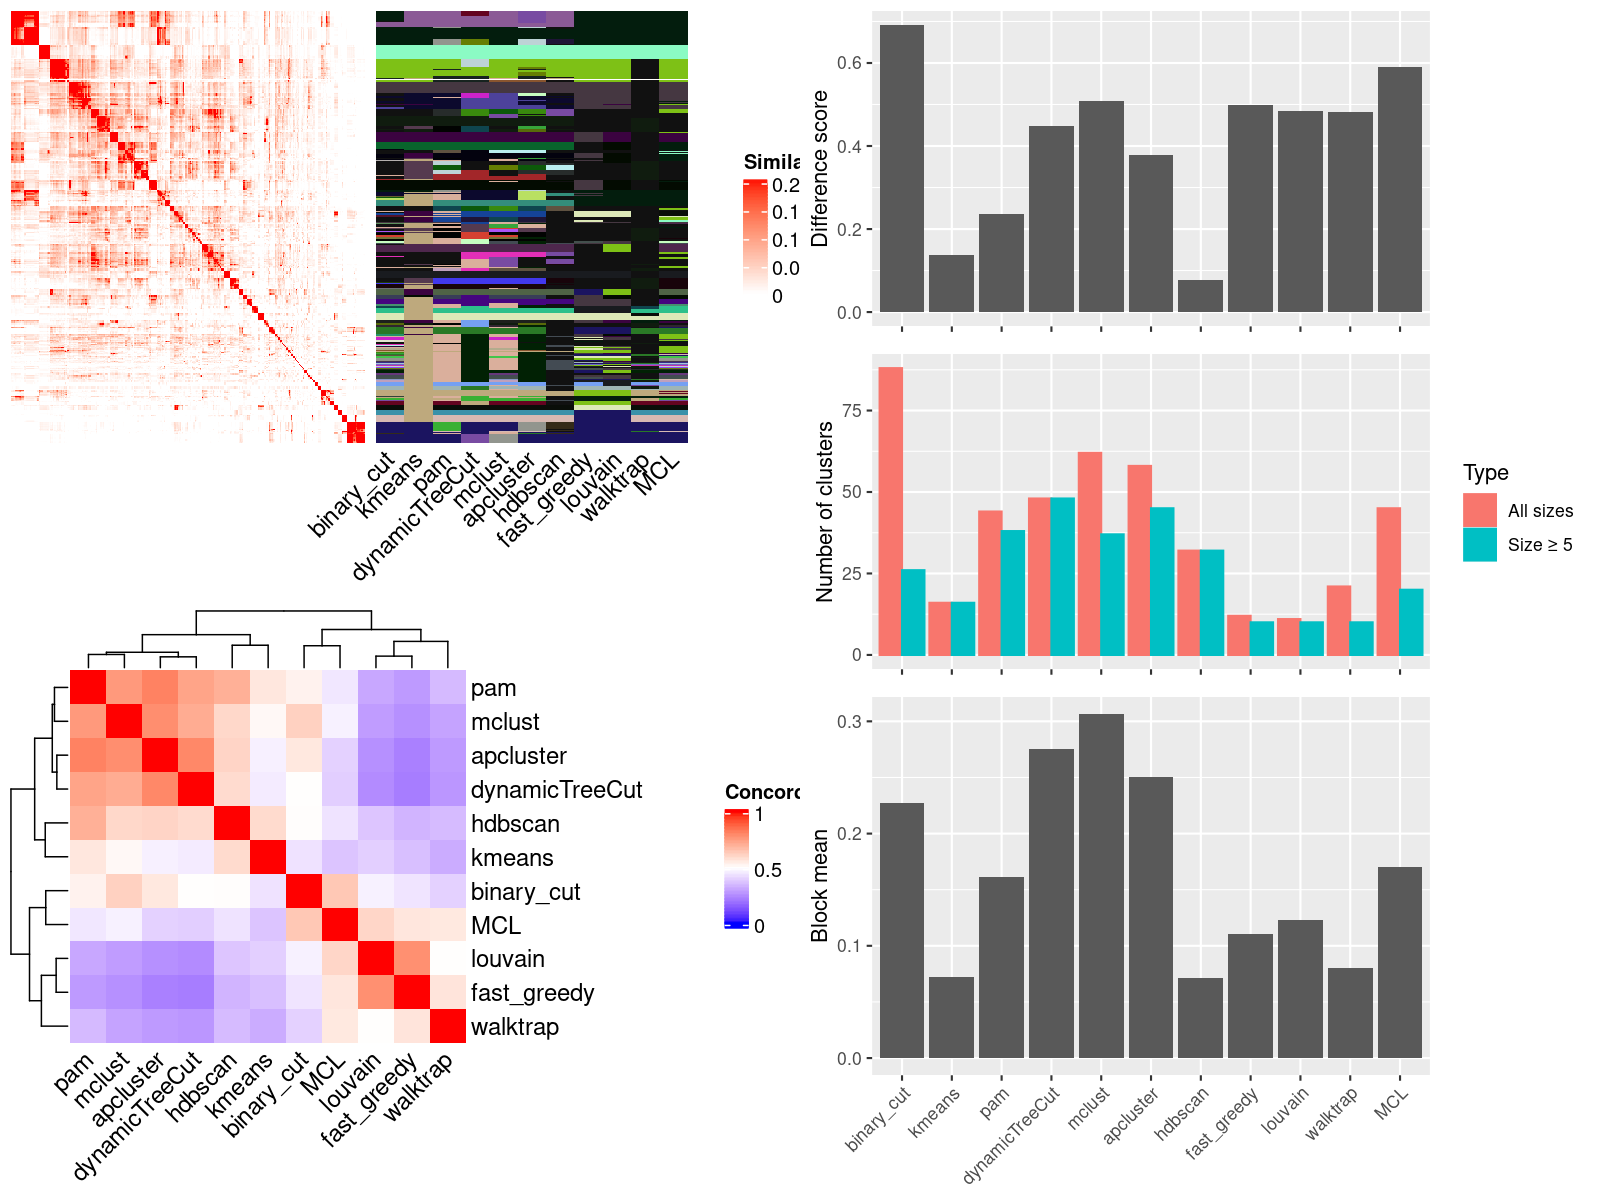 Simila
0.2
0.1
0.1
0.0
0
binary_cut
kmeans
pam
dynamicTreeCut
mclust
apcluster
hdbscan
fast_greedy
louvain
walktrap
MCL
pam
mclust
apcluster
dynamicTreeCut
hdbscan
kmeans
binary_cut
MCL
louvain
fast_greedy
walktrap
pam
mclust
apcluster
dynamicTreeCut
hdbscan
kmeans
binary_cut
MCL
louvain
fast_greedy
walktrap
Concord
1
0.5
0
Difference score
0.6
0.4
0.2
0.0
Number of clusters
75
50
25
0
Type
All sizes
Size ≥ 5
Block mean
0.3
0.2
0.1
0.0
binary_cut
kmeans
pam
dynamicTreeCut
mclust
apcluster
hdbscan
fast_greedy
louvain
walktrap
MCL